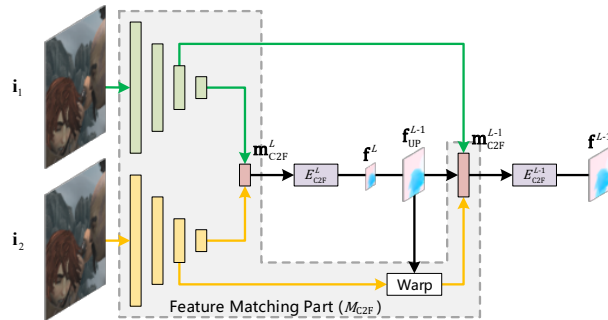 i₁
i₂
m^L_C2F
E^L_C2F
f^L
f^{L-1}_UP
m^{L-1}_C2F
E^{L-1}_C2F
f^{L-1}
Warp
Feature Matching Part (M_C2F)